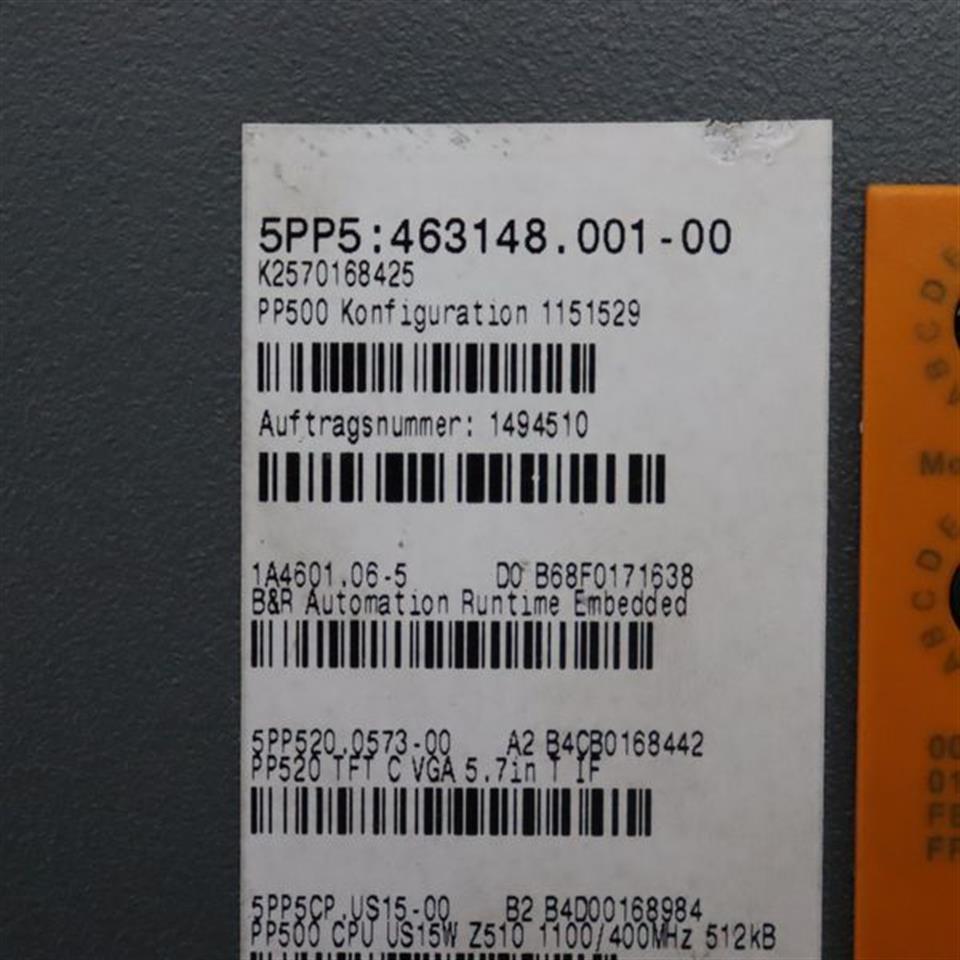 5PP5:463148.001-00
K2570168425
PP500 Konfiguration 1151529
Auftragsnummer: 1494510
1A4601.06-5 D0 B68F0171638
B&R Automation Runtime Embedded
5PP520.0573-00 A2 B4CB0168442
PP520 TFT C VGA 5.7in T IF
5PP5CP.US15-00 B2 B4D00168984
PP500 CPU US15W Z510 1100/400MHz 512kB
A B C D E
A B C D E